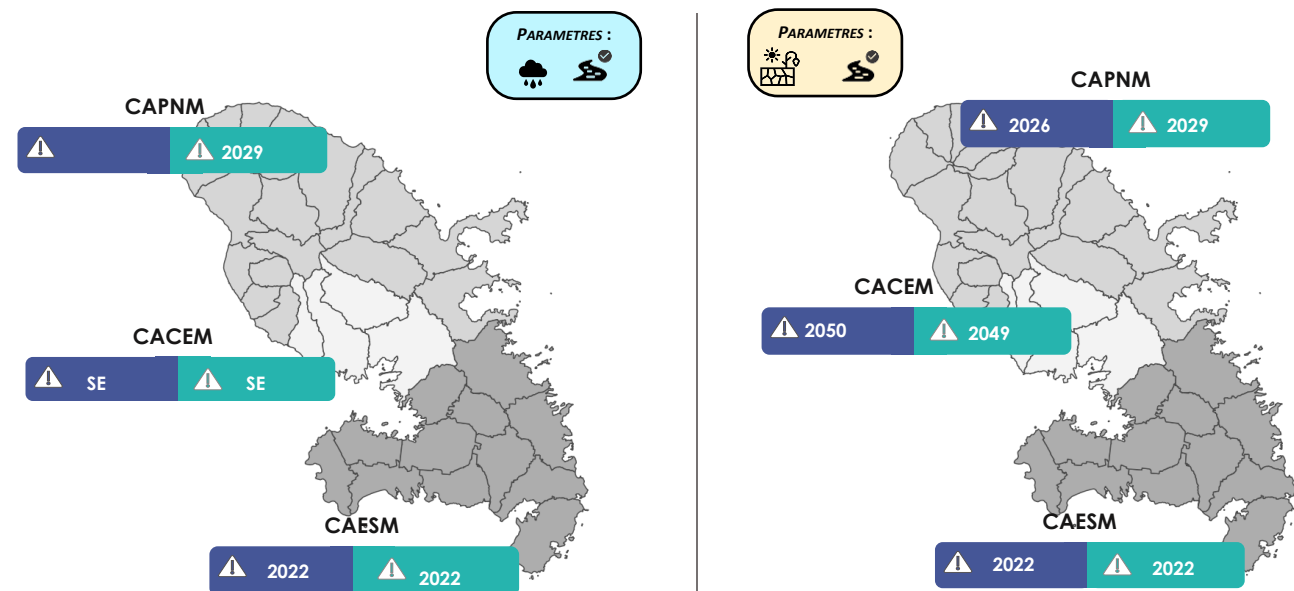 PARAMETRES :
CAPNM
2029
CACEM
SE SE
CAESM
2022 2022
PARAMETRES :
CAPNM
2026 2029
CACEM
2050 2049
CAESM
2022 2022